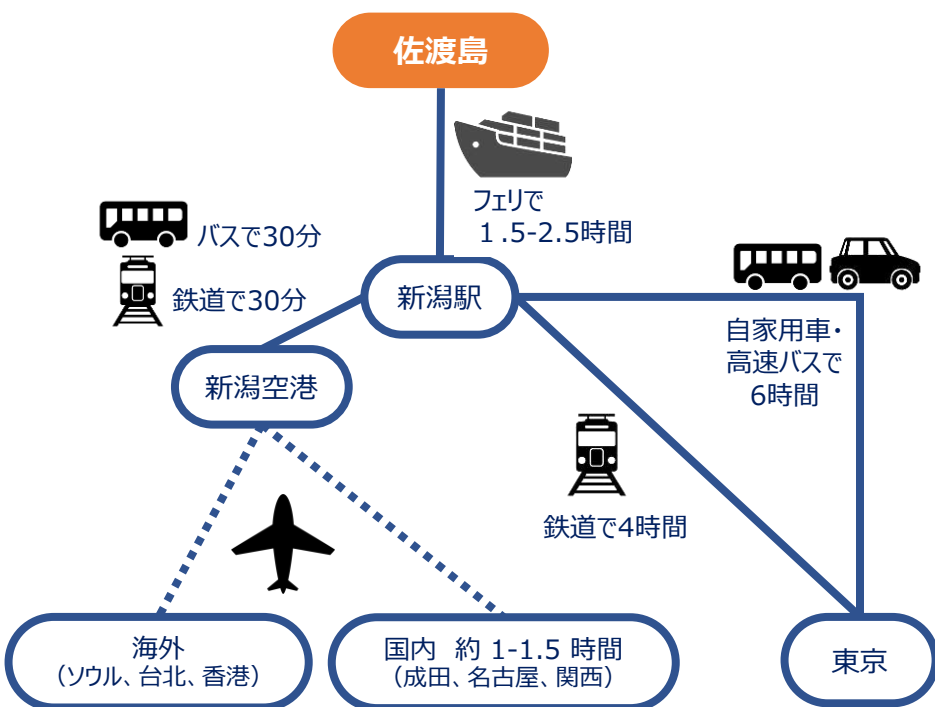 佐渡島
フェリで
１.5-2.5時間
バスで30分
鉄道で30分
新潟駅
自家用車・
高速バスで
6時間
新潟空港
鉄道で4時間
海外
（ソウル、台北、香港）
国内 約 1-1.5 時間
（成田、名古屋、関西）
東京